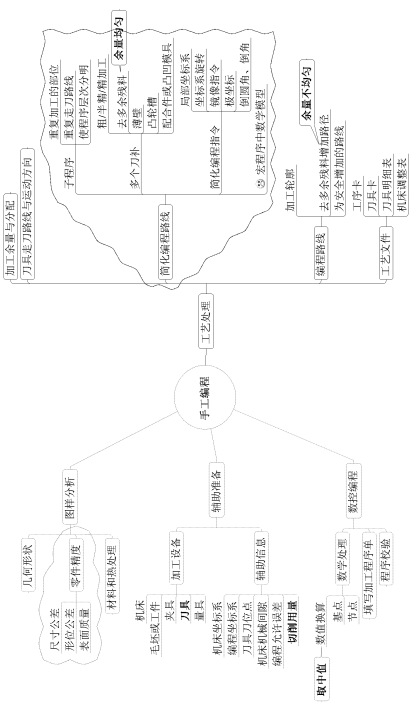 手工编程
图样分析
几何形状
零件精度
尺寸公差
形位公差
表面质量
材料和热处理
辅助准备
加工设备
机床
毛坯或工件
夹具
刀具
量具
辅助信息
机床坐标系
编程坐标系
刀具刀位点
机床机械间隙
编程允许误差
切削用量
数控编程
数学处理
数值换算
取中值
基点
节点
填写加工程序单
程序校验
工艺处理
加工余量与分配
刀具走刀路线与运动方向
简化编程路线
子程序
重复加工的部位
重复走刀路线
使程序层次分明
多个刀补
粗/半精/精加工
去多余残料
余量均匀
薄壁
凸轮槽
配合件或凸凹模具
简化编程指令
局部坐标系
坐标系旋转
镜像指令
极坐标
倒圆角、倒角
宏程序中数学模型
编程路线
加工轮廓
去多余残料增加路径
余量不均匀
为安全增加的路线
工艺文件
工序卡
刀具卡
刀具明细表
机床调整表